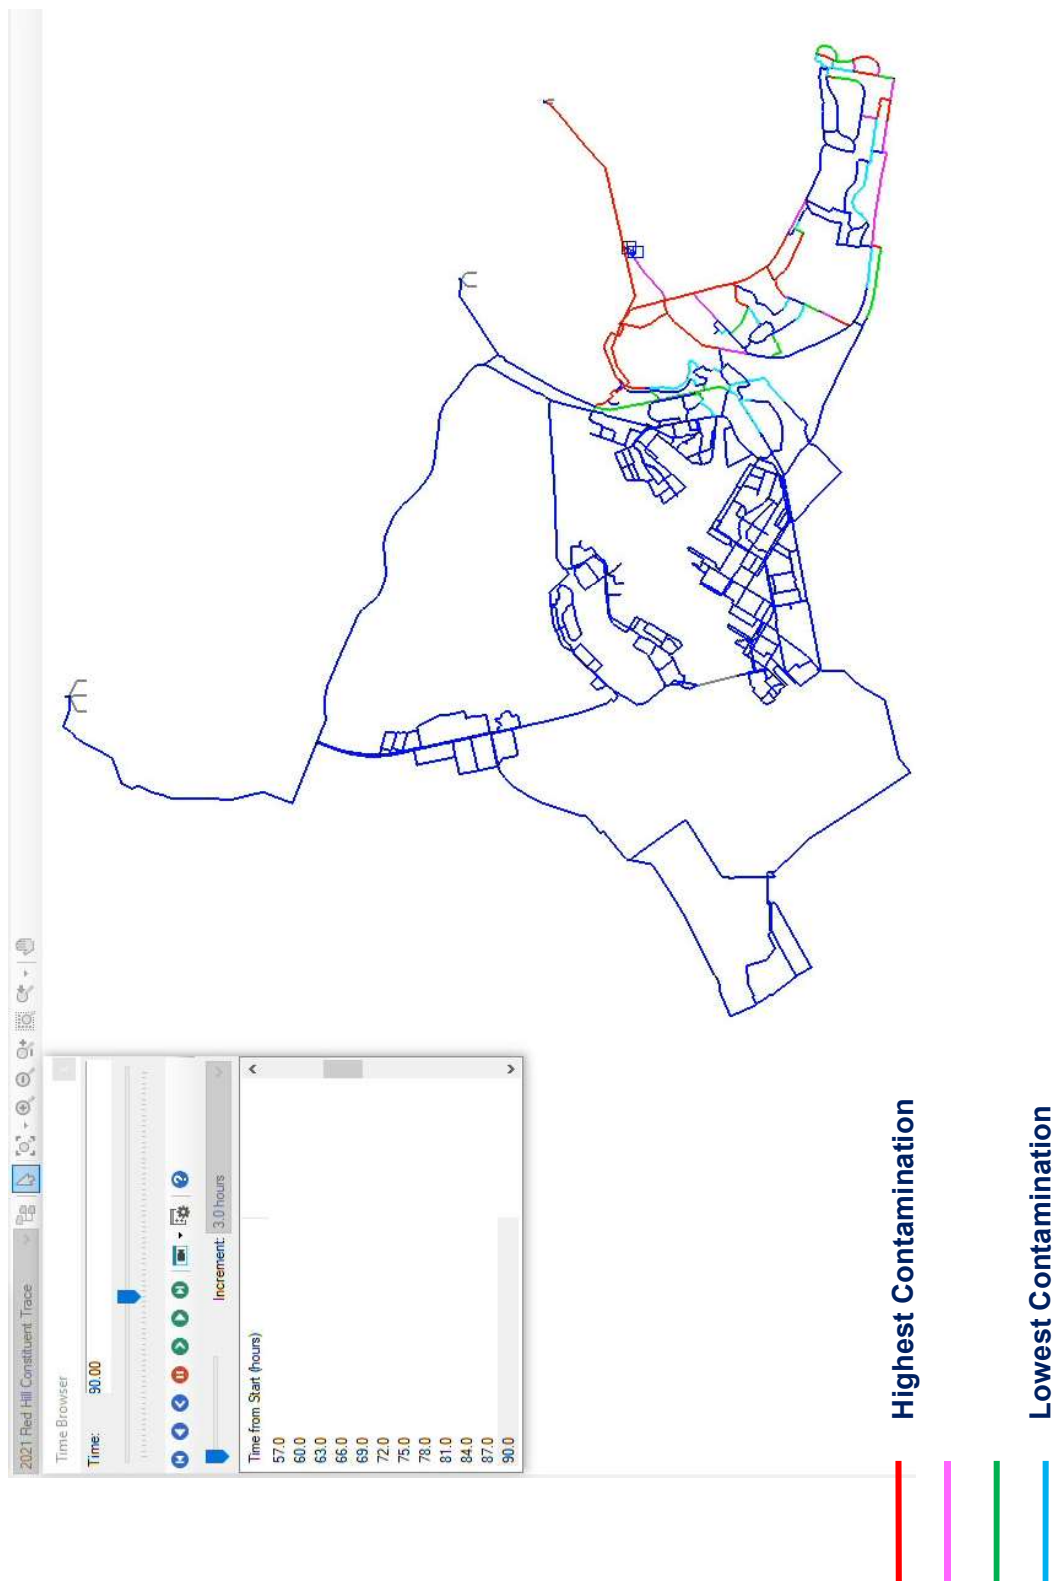 2021 Red Hill Constituent Trace
Time Browser
Time: 90.00
Increment: 3.0 hours
Time from Start (hours)
57.0
60.0
63.0
66.0
69.0
72.0
75.0
78.0
81.0
84.0
87.0
90.0
Highest Contamination
Lowest Contamination